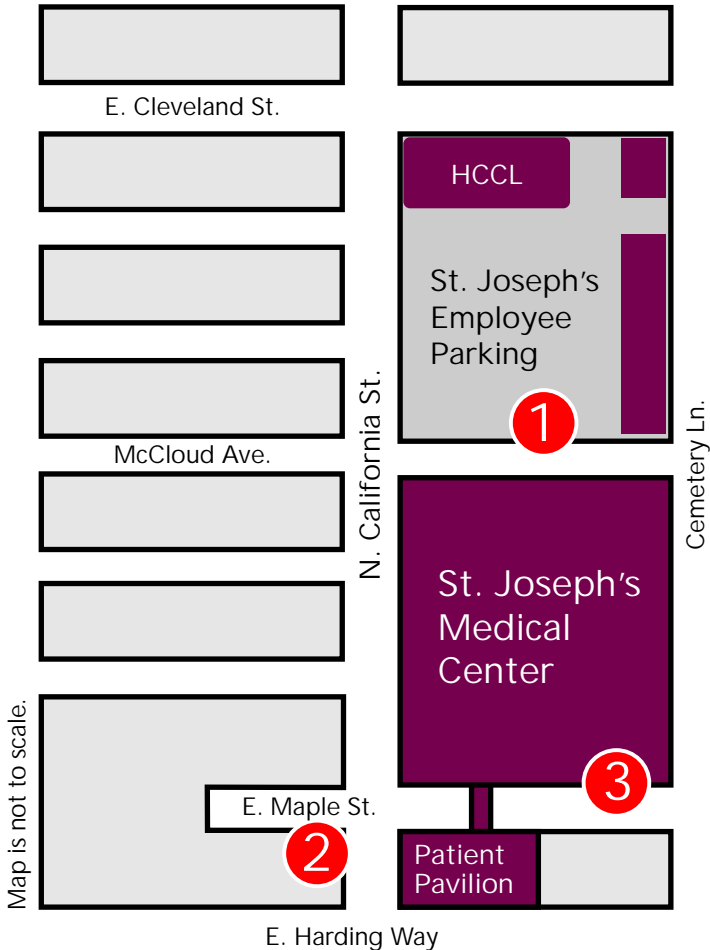 E. Cleveland St.
HCCL
St. Joseph's
Employee
Parking
1
N. California St.
McCloud Ave.
Cemetery Ln.
St. Joseph's
Medical
Center
3
Map is not to scale.
E. Maple St.
2
Patient
Pavilion
E. Harding Way